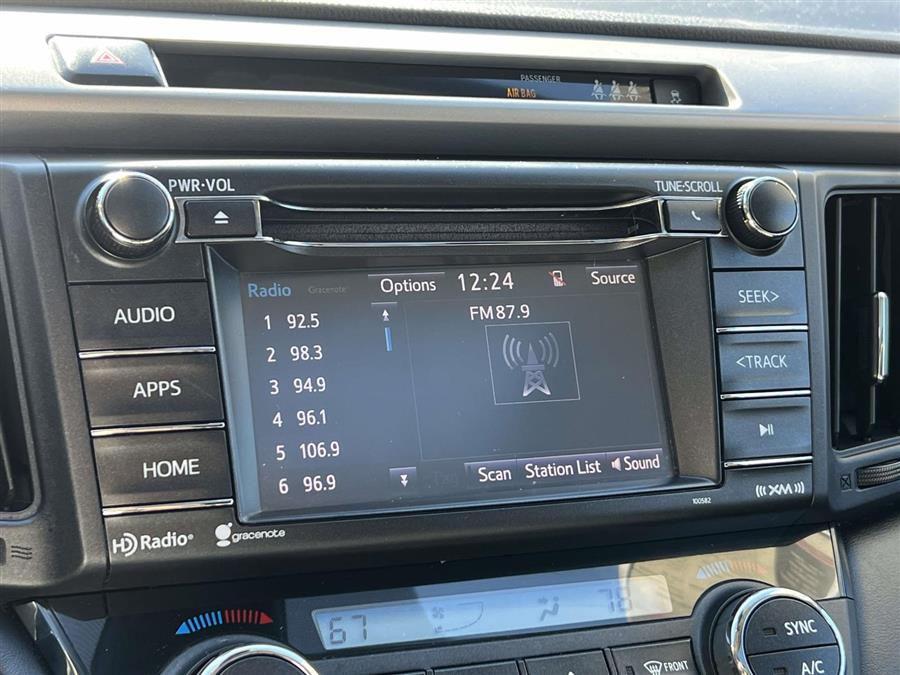 PASSENGER
AIR BAG
PWR·VOL
TUNE·SCROLL
AUDIO
APPS
HOME
Radio
Gracenote
Options
12:24
Source
FM 87.9
1 92.5
2 98.3
3 94.9
4 96.1
5 106.9
6 96.9
Scan
Station List
Sound
SEEK>
<TRACK
100582
XM
HD Radio®
gracenote
67
78
FRONT
SYNC
A/C